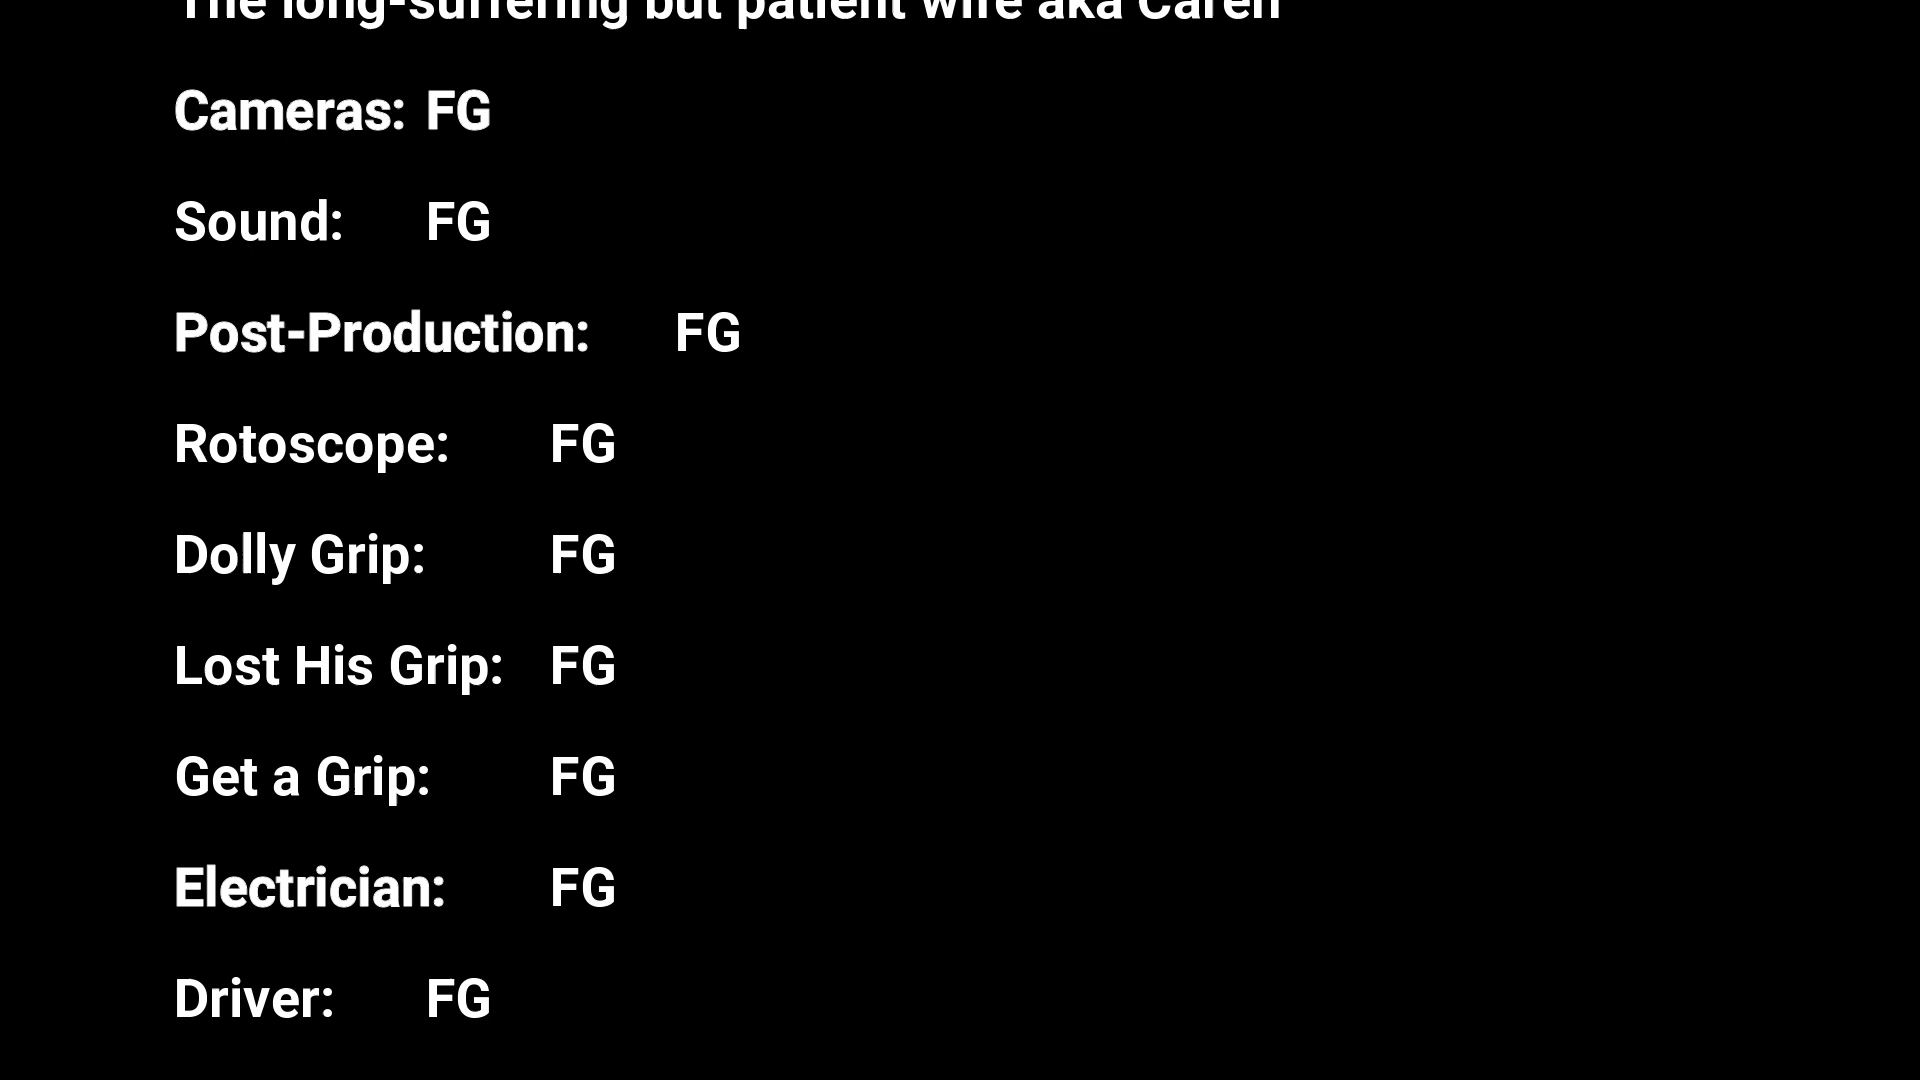 The long-suffering but patient wife aka Caren
Cameras: FG
Sound: FG
Post-Production: FG
Rotoscope: FG
Dolly Grip: FG
Lost His Grip: FG
Get a Grip: FG
Electrician: FG
Driver: FG